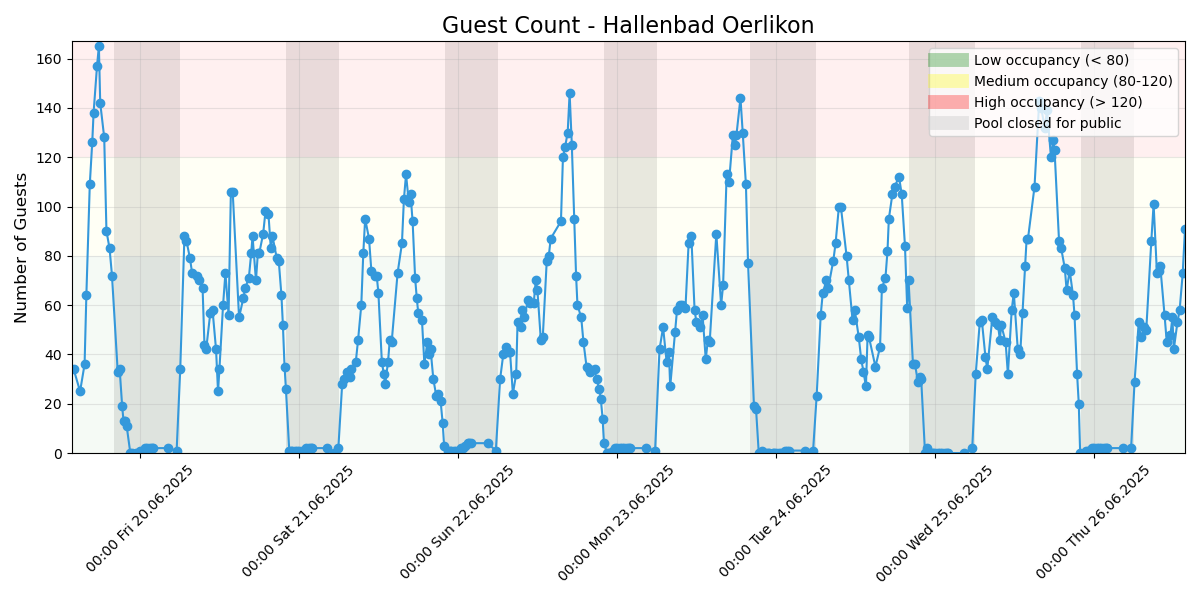 Guest Count - Hallenbad Oerlikon
Number of Guests
160
140
120
100
80
60
40
20
0
Low occupancy (< 80)
Medium occupancy (80-120)
High occupancy (> 120)
Pool closed for public
00:00 Fri 20.06.2025
00:00 Sat 21.06.2025
00:00 Sun 22.06.2025
00:00 Mon 23.06.2025
00:00 Tue 24.06.2025
00:00 Wed 25.06.2025
00:00 Thu 26.06.2025